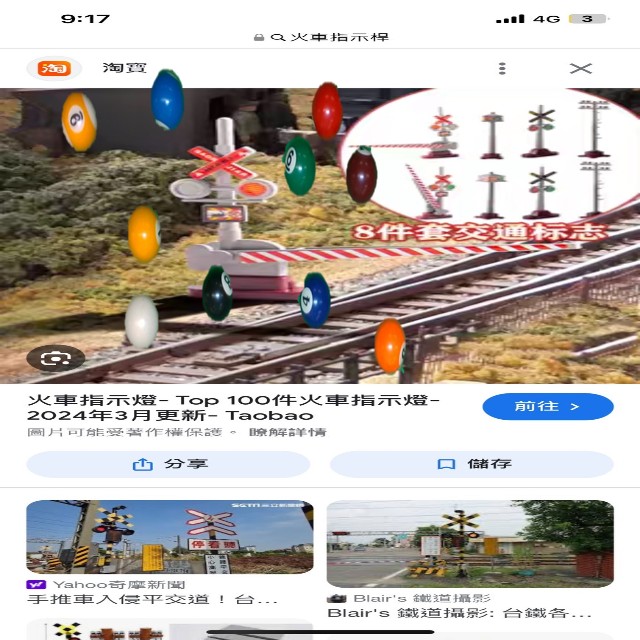 9:17
4G
3
火車指示桿
淘
淘寶
8件套交通标志
火車指示燈- Top 100件火車指示燈-
2024年3月更新- Taobao
前往 >
圖片可能受著作權保護。 瞭解詳情
分享
儲存
停看聽
Yahoo奇摩新聞
手推車入侵平交道！台...
Blair's 鐵道攝影
Blair's 鐵道攝影: 台鐵各...